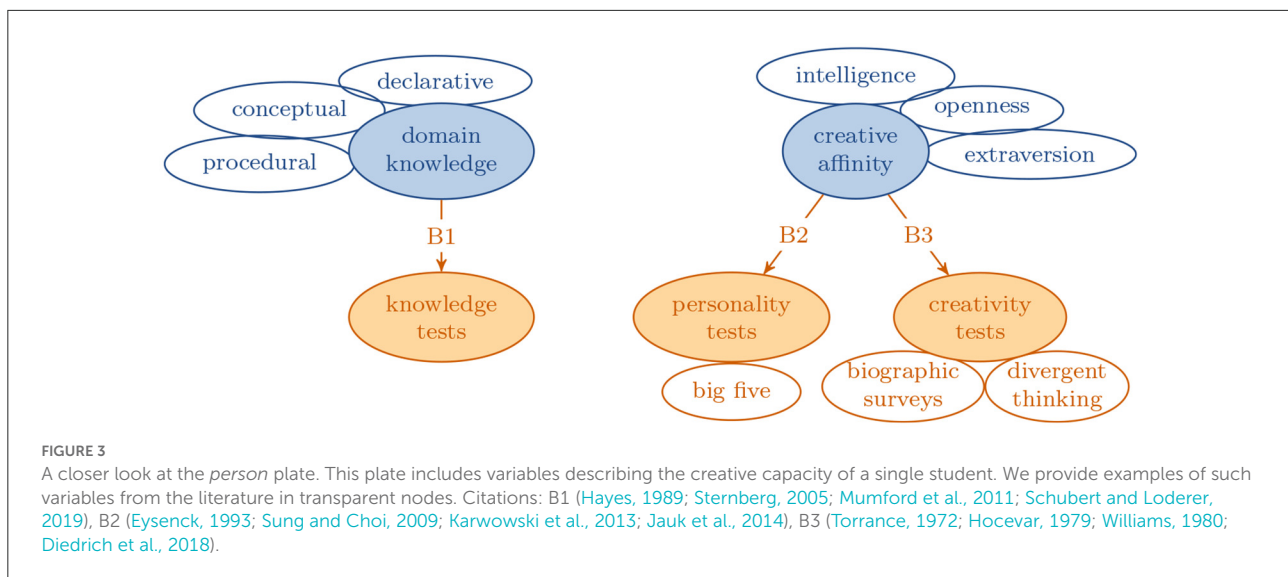 declarative
conceptual
procedural
domain
knowledge
B1
knowledge
tests
intelligence
openness
extraversion
creative
affinity
B2
B3
personality
tests
big five
creativity
tests
biographic
surveys
divergent
thinking
FIGURE 3
A closer look at the person plate. This plate includes variables describing the creative capacity of a single student. We provide examples of such
variables from the literature in transparent nodes. Citations: B1 (Hayes, 1989; Sternberg, 2005; Mumford et al., 2011; Schubert and Loderer,
2019), B2 (Eysenck, 1993; Sung and Choi, 2009; Karwowski et al., 2013; Jauk et al., 2014), B3 (Torrance, 1972; Hocevar, 1979; Williams, 1980;
Diedrich et al., 2018).